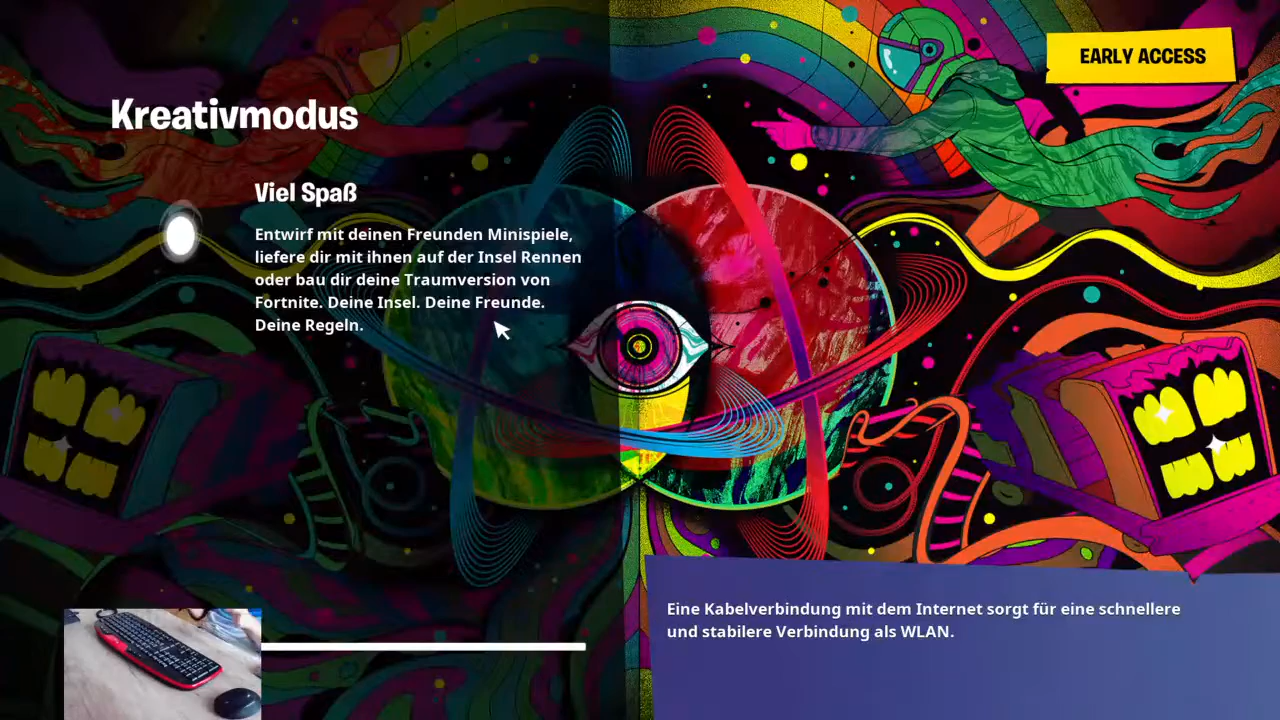 EARLY ACCESS
Kreativmodus
Viel Spaß
Entwirf mit deinen Freunden Minispiele,
liefere dir mit ihnen auf der Insel Rennen
oder bau dir deine Traumversion von
Fortnite. Deine Insel. Deine Freunde.
Deine Regeln.
Eine Kabelverbindung mit dem Internet sorgt für eine schnellere
und stabilere Verbindung als WLAN.